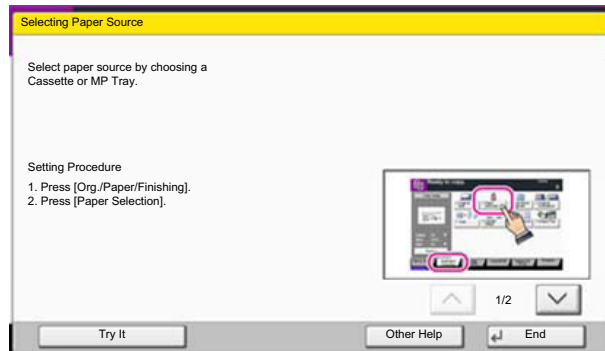 Selecting Paper Source
Select paper source by choosing a
Cassette or MP Tray.
Setting Procedure
1. Press [Org./Paper/Finishing].
2. Press [Paper Selection].
1/2
Try It
Other Help
End